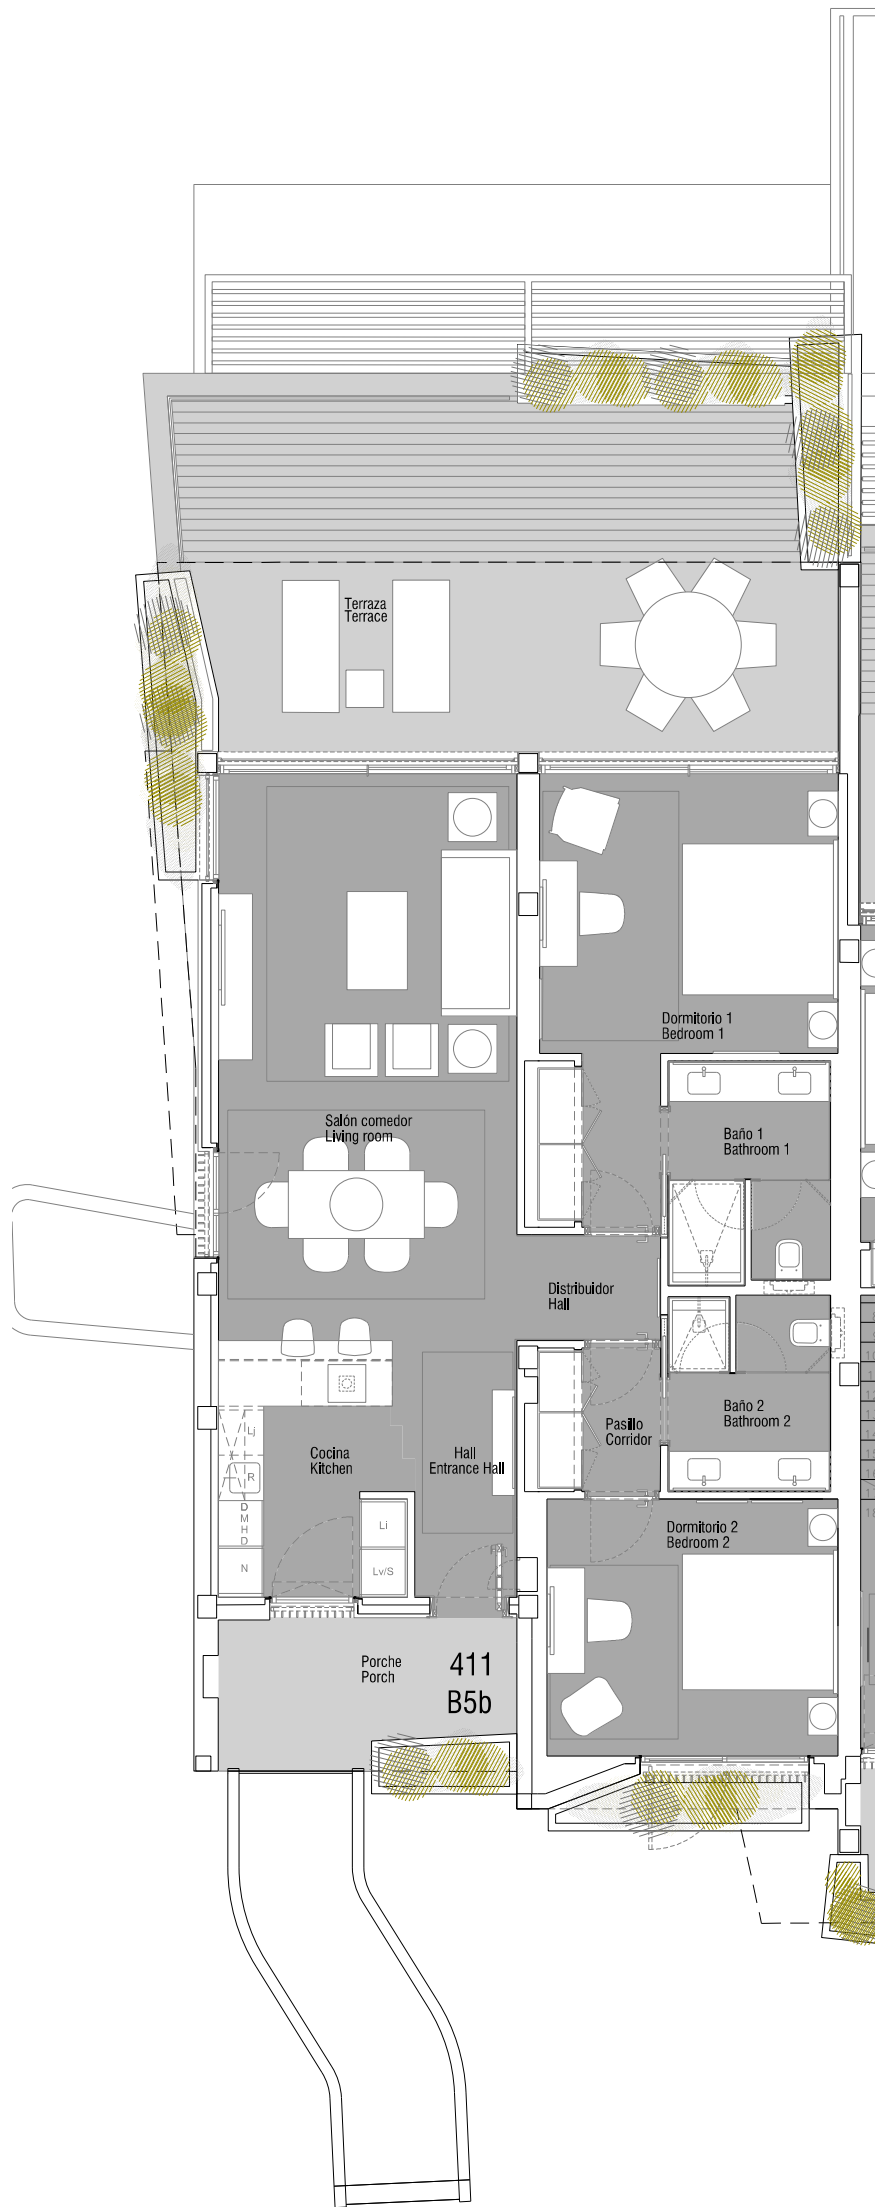 Terraza
Terrace
Dormitorio 1
Bedroom 1
Salón comedor
Living room
Baño 1
Bathroom 1
Distribuidor
Hall
Baño 2
Bathroom 2
Pasillo
Corridor
Cocina
Kitchen
Hall
Entrance Hall
Lj
R
D
M
H
D
N
Li
Lv/S
Dormitorio 2
Bedroom 2
Porche
Porch
411
B5b